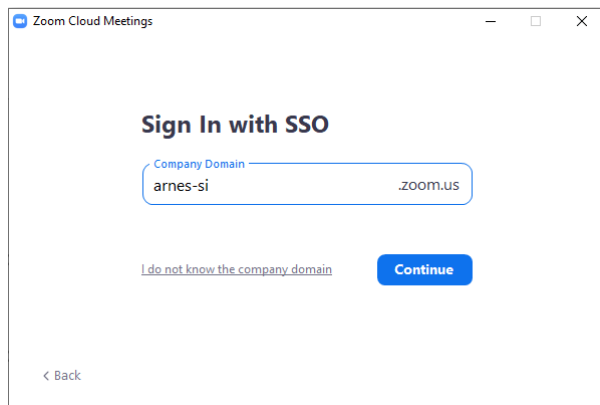 Zoom Cloud Meetings
Sign In with SSO
Company Domain
arnes-si .zoom.us
I do not know the company domain
Continue
Back